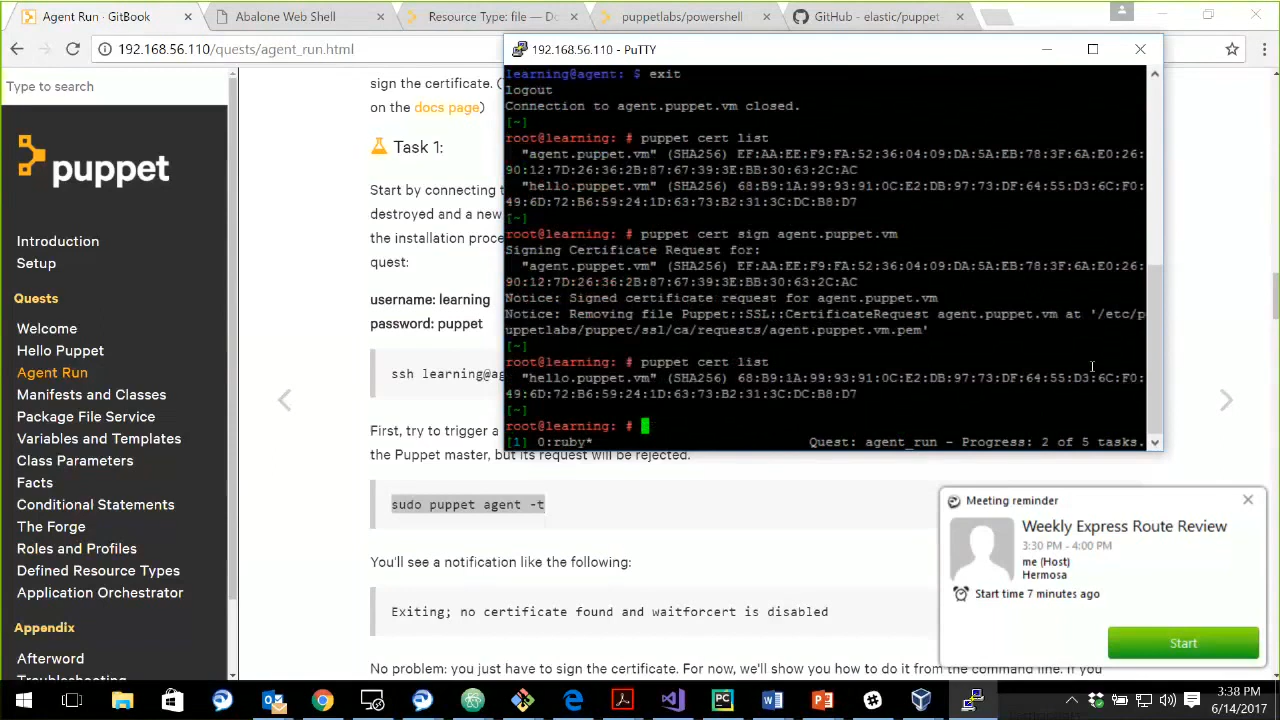 Agent Run · GitBook
Abalone Web Shell
Resource Type: file — Do
puppetlabs/powershell
GitHub - elastic/puppet
192.168.56.110/quests/agent_run.html
Type to search
puppet
Introduction
Setup
Quests
Welcome
Hello Puppet
Agent Run
Manifests and Classes
Package File Service
Variables and Templates
Class Parameters
Facts
Conditional Statements
The Forge
Roles and Profiles
Defined Resource Types
Application Orchestrator
Appendix
Afterword
sign the certificate. (
on the docs page)
Task 1:
Start by connecting t
destroyed and a new
the installation proce
quest:
username: learning
password: puppet
ssh learning@ag
First, try to trigger a
the Puppet master, but its request will be rejected.
sudo puppet agent -t
You'll see a notification like the following:
Exiting; no certificate found and waitforcert is disabled
No problem: you just have to sign the certificate. For now, we'll show you how to do it from the command line. If you
192.168.56.110 - PuTTY
learning@agent: $ exit
logout
Connection to agent.puppet.vm closed.
[~]
root@learning: # puppet cert list
"agent.puppet.vm" (SHA256) EF:AA:EE:F9:FA:52:36:04:09:DA:5A:EB:78:3F:6A:E0:26:
90:12:7D:26:36:2B:87:67:39:3E:BB:30:63:2C:AC
"hello.puppet.vm" (SHA256) 68:B9:1A:99:93:91:0C:E2:DB:97:73:DF:64:55:D3:6C:F0:
49:6D:72:B6:59:24:1D:63:73:B2:31:3C:DC:B8:D7
[~]
root@learning: # puppet cert sign agent.puppet.vm
Signing Certificate Request for:
"agent.puppet.vm" (SHA256) EF:AA:EE:F9:FA:52:36:04:09:DA:5A:EB:78:3F:6A:E0:26:
90:12:7D:26:36:2B:87:67:39:3E:BB:30:63:2C:AC
Notice: Signed certificate request for agent.puppet.vm
Notice: Removing file Puppet::SSL::CertificateRequest agent.puppet.vm at '/etc/p
uppetlabs/puppet/ssl/ca/requests/agent.puppet.vm.pem'
[~]
root@learning: # puppet cert list
"hello.puppet.vm" (SHA256) 68:B9:1A:99:93:91:0C:E2:DB:97:73:DF:64:55:D3:6C:F0:
49:6D:72:B6:59:24:1D:63:73:B2:31:3C:DC:B8:D7
[~]
root@learning: #
[1] 0:ruby* Quest: agent_run - Progress: 2 of 5 tasks.
Meeting reminder
Weekly Express Route Review
3:30 PM - 4:00 PM
me (Host)
Hermosa
Start time 7 minutes ago
Start
3:38 PM
6/14/2017